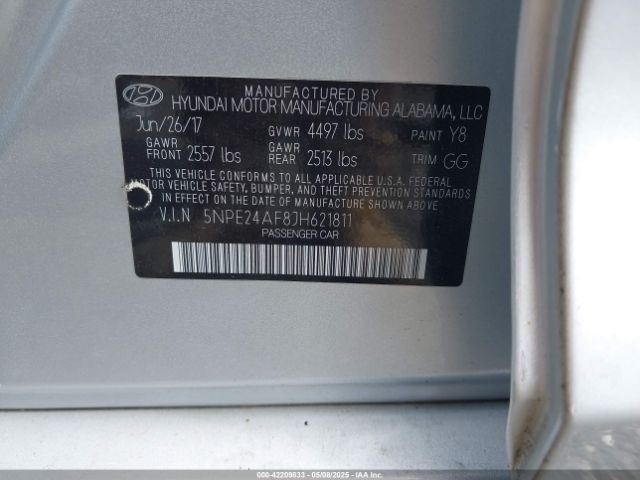 MANUFACTURED BY
HYUNDAI MOTOR MANUFACTURING ALABAMA, LLC
Jun/26/17 GVWR 4497 lbs PAINT Y8
GAWR FRONT 2557 lbs GAWR REAR 2513 lbs TRIM GG
THIS VEHICLE CONFORMS TO ALL APPLICABLE U.S.A. FEDERAL
MOTOR VEHICLE SAFETY, BUMPER, AND THEFT PREVENTION STANDARDS
IN EFFECT ON THE DATE OF MANUFACTURE SHOWN ABOVE.
V.I.N 5NPE24AF8JH621811
PASSENGER CAR
000-42209833 05/08/2025 - COPYRIGHT
IAA Inc.